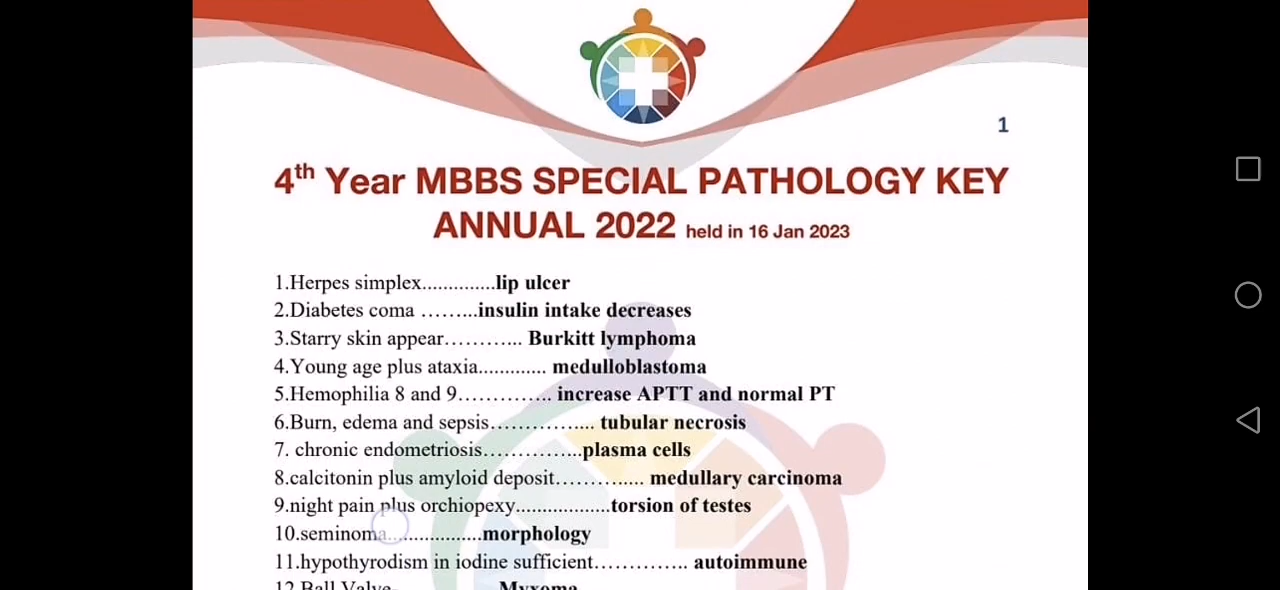 1
4th Year MBBS SPECIAL PATHOLOGY KEY
ANNUAL 2022 held in 16 Jan 2023
1.Herpes simplex..............lip ulcer
2.Diabetes coma ……...insulin intake decreases
3.Starry skin appear……….. Burkitt lymphoma
4.Young age plus ataxia............. medulloblastoma
5.Hemophilia 8 and 9………….. increase APTT and normal PT
6.Burn, edema and sepsis…………..... tubular necrosis
7. chronic endometriosis…………...plasma cells
8.calcitonin plus amyloid deposit………...... medullary carcinoma
9.night pain plus orchiopexy..................torsion of testes
10.seminoma...................morphology
11.hypothyrodism in iodine sufficient………….. autoimmune
12.Ball Valve Myxoma